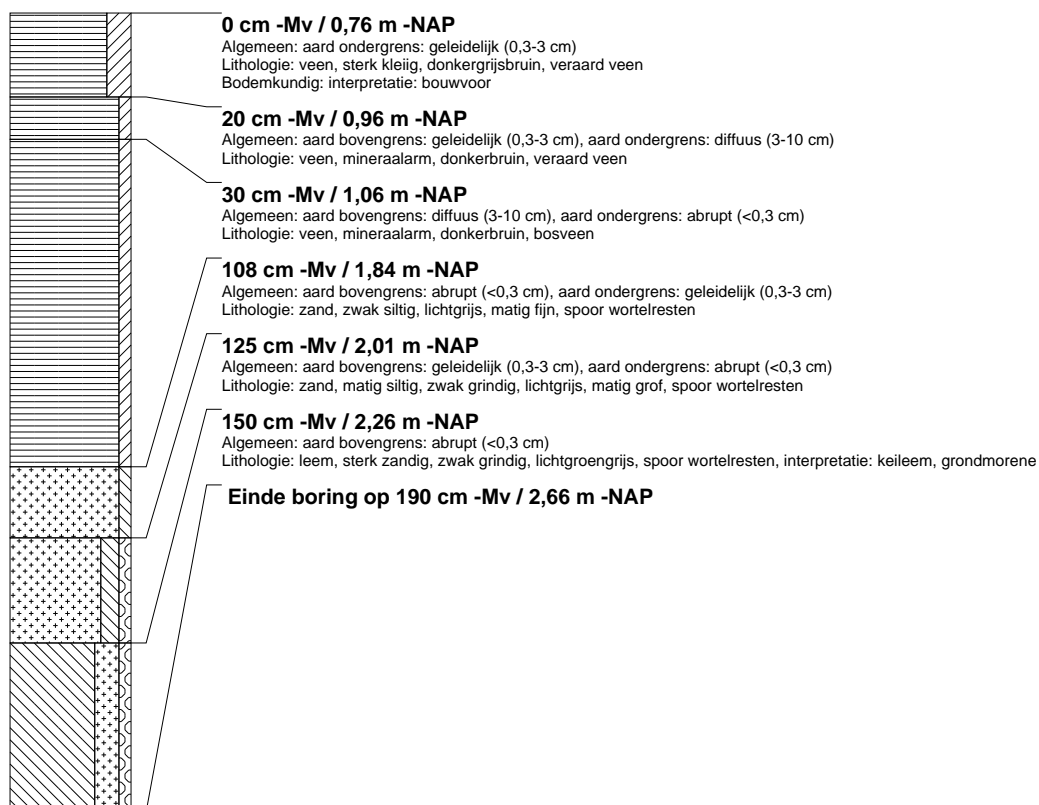 0 cm -Mv / 0,76 m -NAP
Algemeen: aard ondergrens: geleidelijk (0,3-3 cm)
Lithologie: veen, sterk kleiig, donkergrijsbruin, veraard veen
Bodemkundig: interpretatie: bouwvoor
20 cm -Mv / 0,96 m -NAP
Algemeen: aard bovengrens: geleidelijk (0,3-3 cm), aard ondergrens: diffuus (3-10 cm)
Lithologie: veen, mineraalarm, donkerbruin, veraard veen
30 cm -Mv / 1,06 m -NAP
Algemeen: aard bovengrens: diffuus (3-10 cm), aard ondergrens: abrupt (<0,3 cm)
Lithologie: veen, mineraalarm, donkerbruin, bosveen
108 cm -Mv / 1,84 m -NAP
Algemeen: aard bovengrens: abrupt (<0,3 cm), aard ondergrens: geleidelijk (0,3-3 cm)
Lithologie: zand, zwak siltig, lichtgrijs, matig fijn, spoor wortelresten
125 cm -Mv / 2,01 m -NAP
Algemeen: aard bovengrens: geleidelijk (0,3-3 cm), aard ondergrens: abrupt (<0,3 cm)
Lithologie: zand, matig siltig, zwak grindig, lichtgrijs, matig grof, spoor wortelresten
150 cm -Mv / 2,26 m -NAP
Algemeen: aard bovengrens: abrupt (<0,3 cm)
Lithologie: leem, sterk zandig, zwak grindig, lichtgroengrijs, spoor wortelresten, interpretatie: keileem, grondmorene
Einde boring op 190 cm -Mv / 2,66 m -NAP